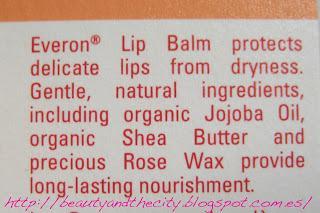 Everon® Lip Balm protects
delicate lips from dryness.
Gentle, natural ingredients,
including organic Jojoba Oil,
organic Shea Butter and
precious Rose Wax provide
long-lasting nourishment.
http://beautyandthecity.blogspot.com.es/